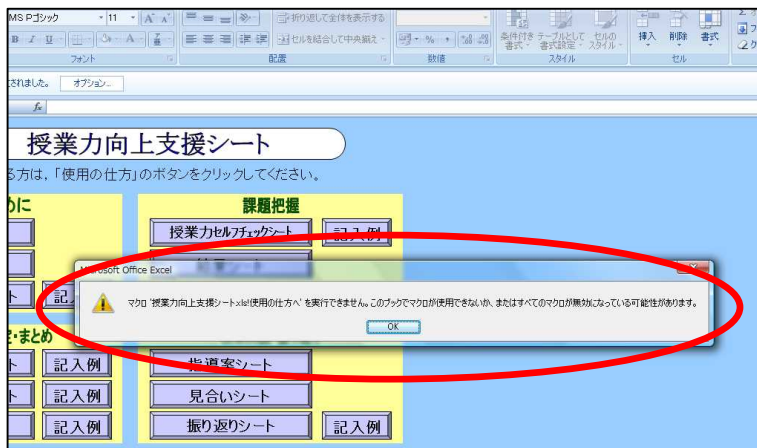 MS Pゴシック 11 A A 折り返して全体を表示する
B I U A セルを結合して中央揃え % 条件付き書式 テーブルとして書式設定 セルのスタイル 挿入 削除 書式
フォント 配置 数値 スタイル セル
されました。 オプション...
fx
授業力向上支援シート
る方は,「使用の仕方」のボタンをクリックしてください。
めに 課題把握
授業力セルフチェックシート 記入例
Microsoft Office Excel
マクロ '授業力向上支援シート.xls!使用の仕方へ' を実行できません。このブックでマクロが使用できないか、またはすべてのマクロが無効になっている可能性があります。
OK
・まとめ
ト 記入例 指導案シート
ト 記入例 見合いシート
記入例 振り返りシート 記入例